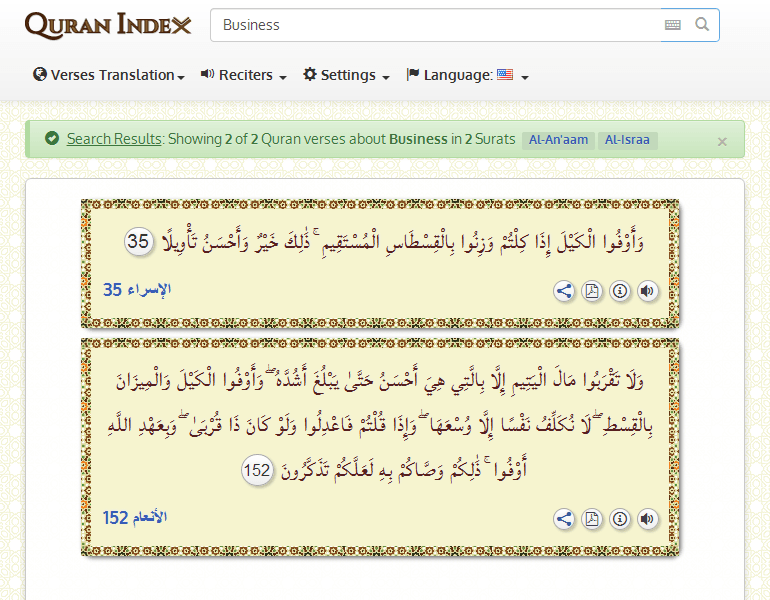 QURAN INDEX
Business
Verses Translation
Reciters
Settings
Language:
Search Results: Showing 2 of 2 Quran verses about Business in 2 Surats Al-An'aam Al-Israa ×
وَأَوْفُوا الْكَيْلَ إِذَا كِلْتُمْ وَزِنُوا بِالْقِسْطَاسِ الْمُسْتَقِيمِ ۚ ذَٰلِكَ خَيْرٌ وَأَحْسَنُ تَأْوِيلًا 35
الإسراء 35
وَلَا تَقْرَبُوا مَالَ الْيَتِيمِ إِلَّا بِالَّتِي هِيَ أَحْسَنُ حَتَّىٰ يَبْلُغَ أَشُدَّهُ ۖ وَأَوْفُوا الْكَيْلَ وَالْمِيزَانَ
بِالْقِسْطِ ۖ لَا نُكَلِّفُ نَفْسًا إِلَّا وُسْعَهَا ۖ وَإِذَا قُلْتُمْ فَاعْدِلُوا وَلَوْ كَانَ ذَا قُرْبَىٰ ۖ وَبِعَهْدِ اللَّهِ
أَوْفُوا ۚ ذَٰلِكُمْ وَصَّاكُمْ بِهِ لَعَلَّكُمْ تَذَكَّرُونَ 152
الأنعام 152